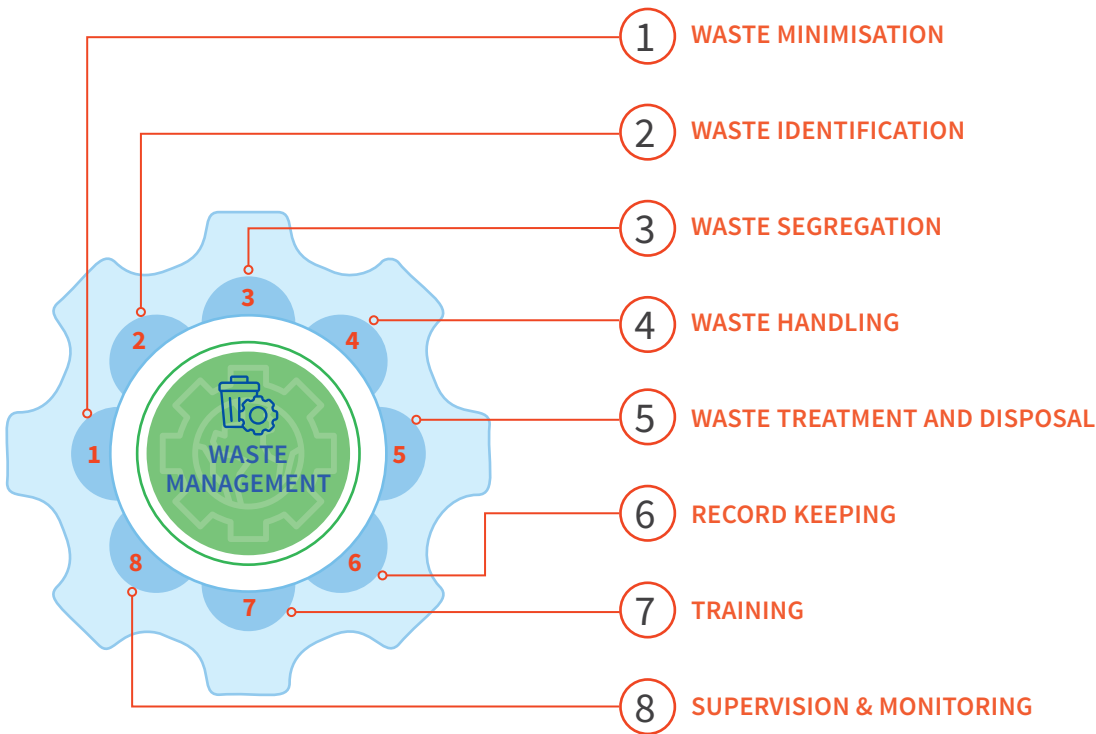 1 WASTE MINIMISATION
2 WASTE IDENTIFICATION
3 WASTE SEGREGATION
4 WASTE HANDLING
5 WASTE TREATMENT AND DISPOSAL
6 RECORD KEEPING
7 TRAINING
8 SUPERVISION & MONITORING
3
2
4
1
5
8
6
7
WASTE
MANAGEMENT